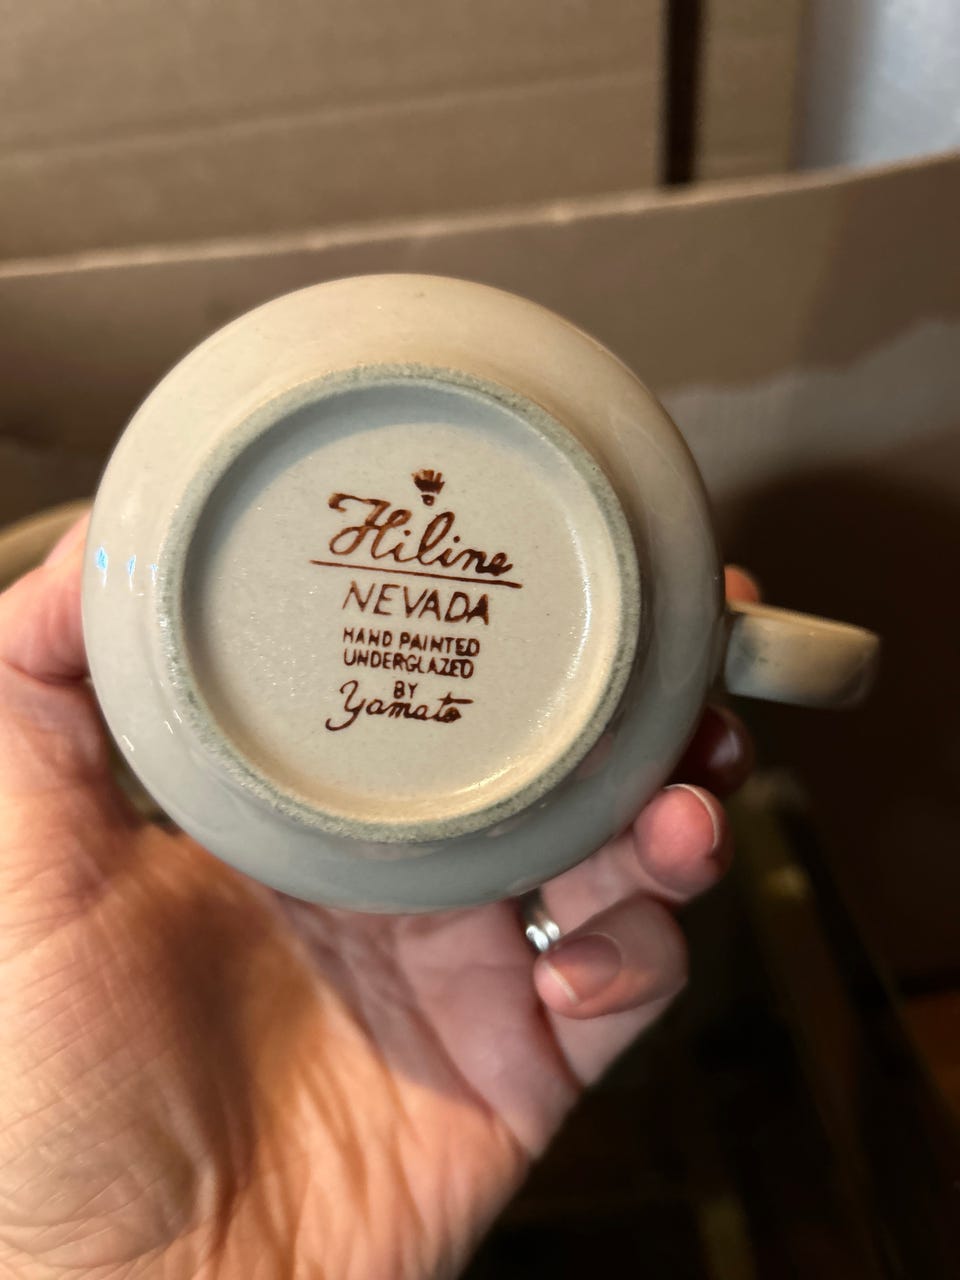 Hiline
NEVADA
HAND PAINTED
UNDERGLAZED
BY
Yamato